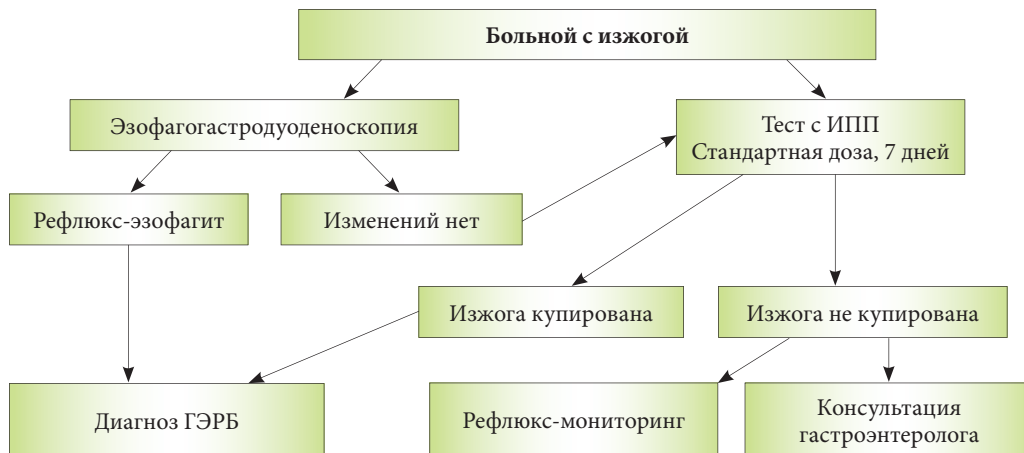 Больной с изжогой
Эзофагогастродуоденоскопия
Тест с ИПП
Стандартная доза, 7 дней
Рефлюкс-эзофагит
Изменений нет
Изжога купирована
Изжога не купирована
Диагноз ГЭРБ
Рефлюкс-мониторинг
Консультация
гастроэнтеролога